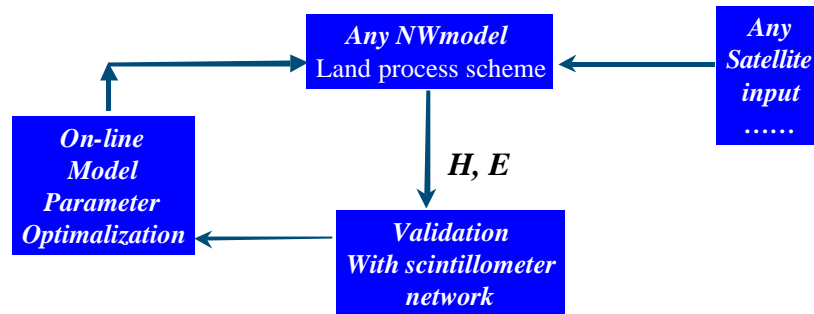 Any NWmodel
Land process scheme
Any
Satellite
input
......
On-line
Model
Parameter
Optimalization
H, E
Validation
With scintillometer
network